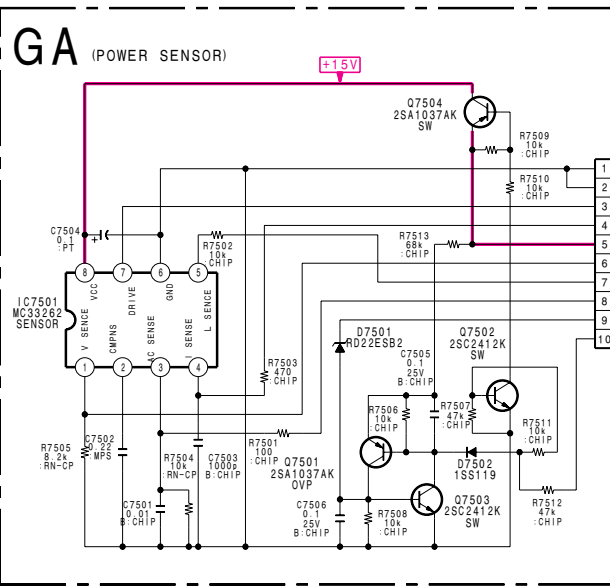 GA (POWER SENSOR)
+15V
Q7504
2SA1037AK
SW
R7509
10k
:CHIP
R7510
10k
:CHIP
1
2
3
4
5
6
7
8
9
10
C7504
0.1
:PT
+
R7502
10k
:CHIP
R7513
68k
:CHIP
8
7
6
5
VCC
DRIVE
GND
L SENCE
IC7501
MC33262
SENSOR
V SENCE
CMPNS
AC SENSE
I SENSE
1
2
3
4
R7503
470
:CHIP
D7501
RD22ESB2
C7505
0.1
25V
B:CHIP
Q7502
2SC2412K
SW
R7506
10k
:CHIP
R7507
47k
:CHIP
R7511
10k
:CHIP
R7505
8.2k
:RN-CP
C7502
0.22
:MPS
R7504
10k
:RN-CP
C7503
1000p
B:CHIP
R7501
100
:CHIP
Q7501
2SA1037AK
OVP
D7502
1SS119
C7501
0.01
B:CHIP
C7506
0.1
25V
B:CHIP
R7508
10k
:CHIP
Q7503
2SC2412K
SW
R7512
47k
:CHIP